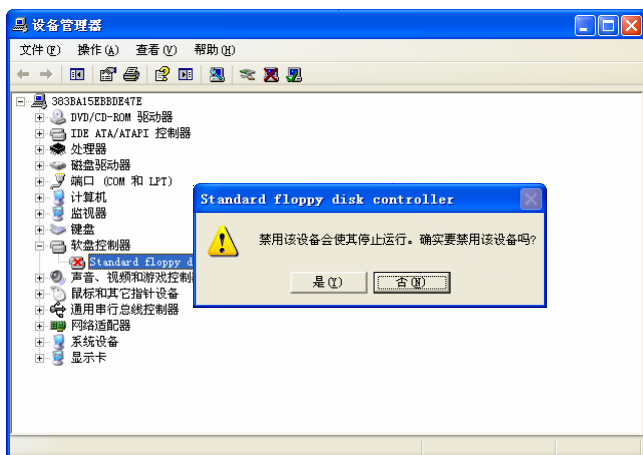 设备管理器
文件(F) 操作(A) 查看(V) 帮助(H)
383BA15EBBDE47E
DVD/CD-ROM 驱动器
IDE ATA/ATAPI 控制器
处理器
磁盘驱动器
端口 (COM 和 LPT)
计算机
监视器
键盘
软盘控制器
Standard floppy d
声音、视频和游戏控制
鼠标和其它指针设备
通用串行总线控制器
网络适配器
系统设备
显示卡
Standard floppy disk controller
禁用该设备会使其停止运行。确实要禁用该设备吗?
是(Y) 否(N)